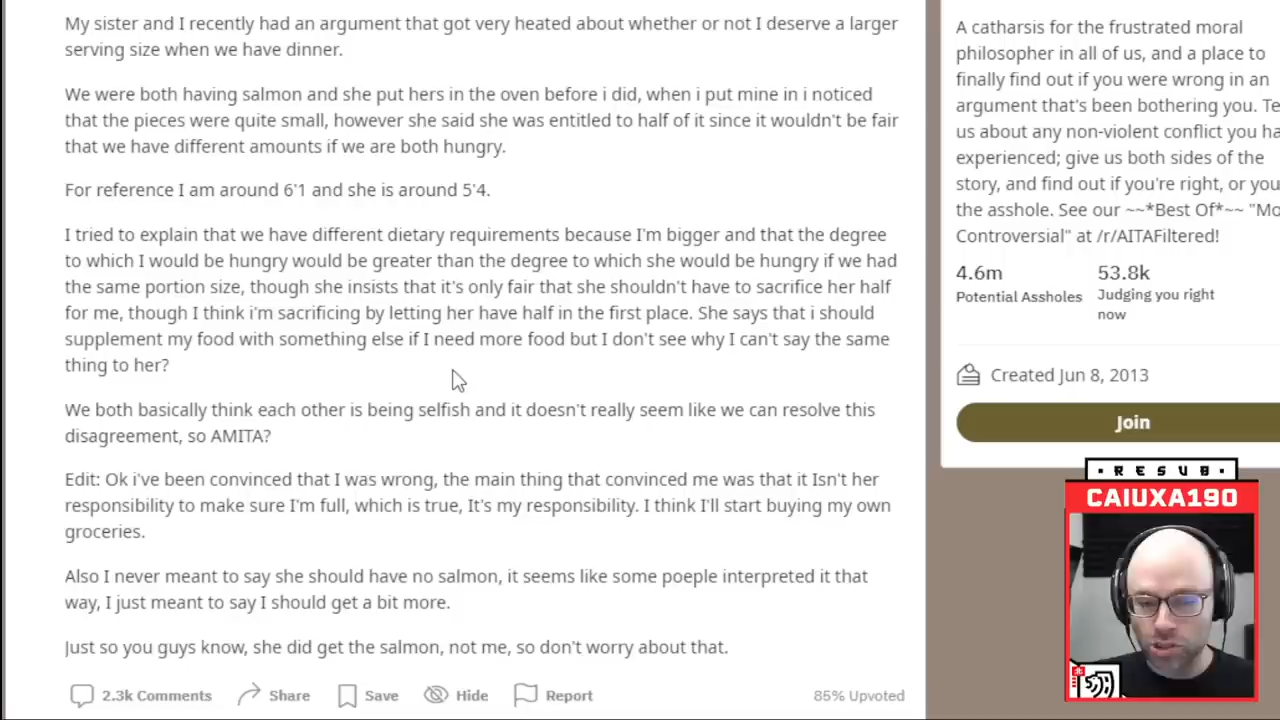 My sister and I recently had an argument that got very heated about whether or not I deserve a larger
serving size when we have dinner.
We were both having salmon and she put hers in the oven before i did, when i put mine in i noticed
that the pieces were quite small, however she said she was entitled to half of it since it wouldn't be fair
that we have different amounts if we are both hungry.
For reference I am around 6'1 and she is around 5'4.
I tried to explain that we have different dietary requirements because I'm bigger and that the degree
to which I would be hungry would be greater than the degree to which she would be hungry if we had
the same portion size, though she insists that it's only fair that she shouldn't have to sacrifice her half
for me, though I think i'm sacrificing by letting her have half in the first place. She says that i should
supplement my food with something else if I need more food but I don't see why I can't say the same
thing to her?
We both basically think each other is being selfish and it doesn't really seem like we can resolve this
disagreement, so AMITA?
Edit: Ok i've been convinced that I was wrong, the main thing that convinced me was that it Isn't her
responsibility to make sure I'm full, which is true, It's my responsibility. I think I'll start buying my own
groceries.
Also I never meant to say she should have no salmon, it seems like some poeple interpreted it that
way, I just meant to say I should get a bit more.
Just so you guys know, she did get the salmon, not me, so don't worry about that.
2.3k Comments Share Save Hide Report 85% Upvoted
A catharsis for the frustrated moral
philosopher in all of us, and a place to
finally find out if you were wrong in an
argument that's been bothering you. Te
us about any non-violent conflict you ha
experienced; give us both sides of the
story, and find out if you're right, or you
the asshole. See our ~~*Best Of*~~ "Mo
Controversial" at /r/AITAFiltered!
4.6m 53.8k
Potential Assholes Judging you right
now
Created Jun 8, 2013
Join
RESUB
CAIUXA190